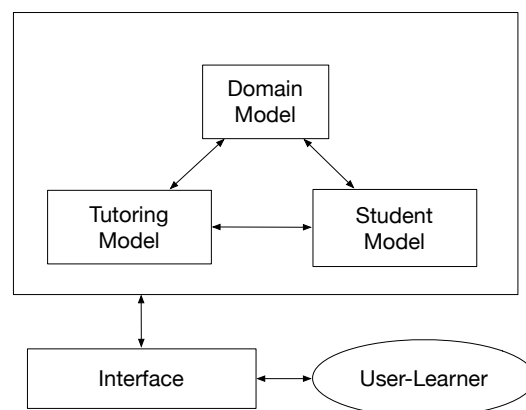 Domain
Model
Tutoring
Model
Student
Model
Interface
User-Learner